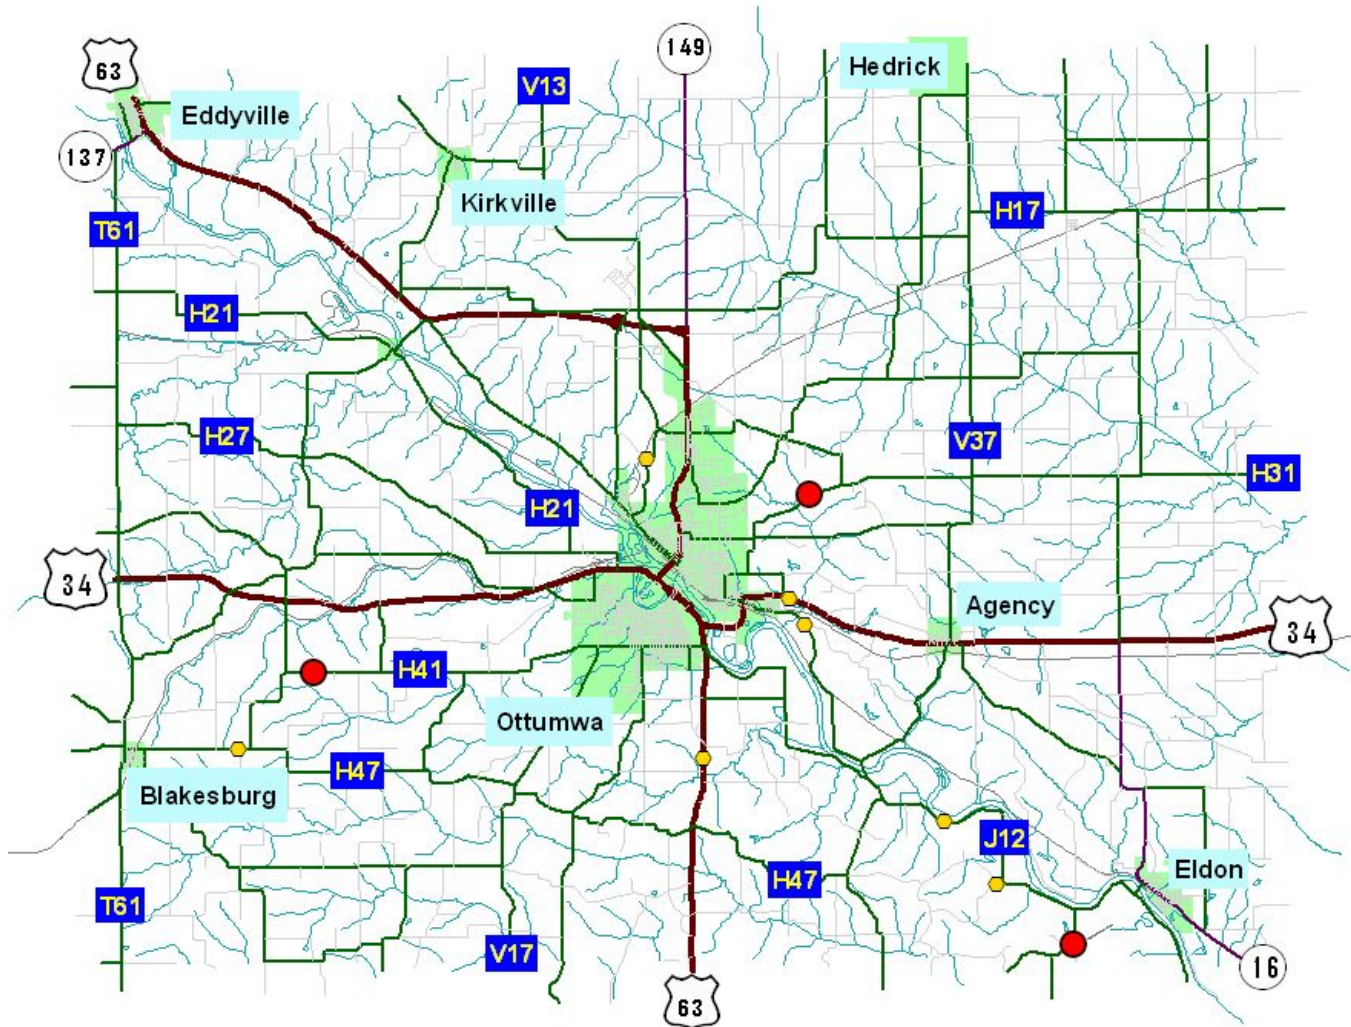 149
63
Hedrick
V13
Eddyville
137
Kirkville
H17
T61
H21
H27
V37
H31
H21
34
Agency
34
H41
Ottumwa
H47
Blakesburg
J12
Eldon
H47
T61
V17
16
63